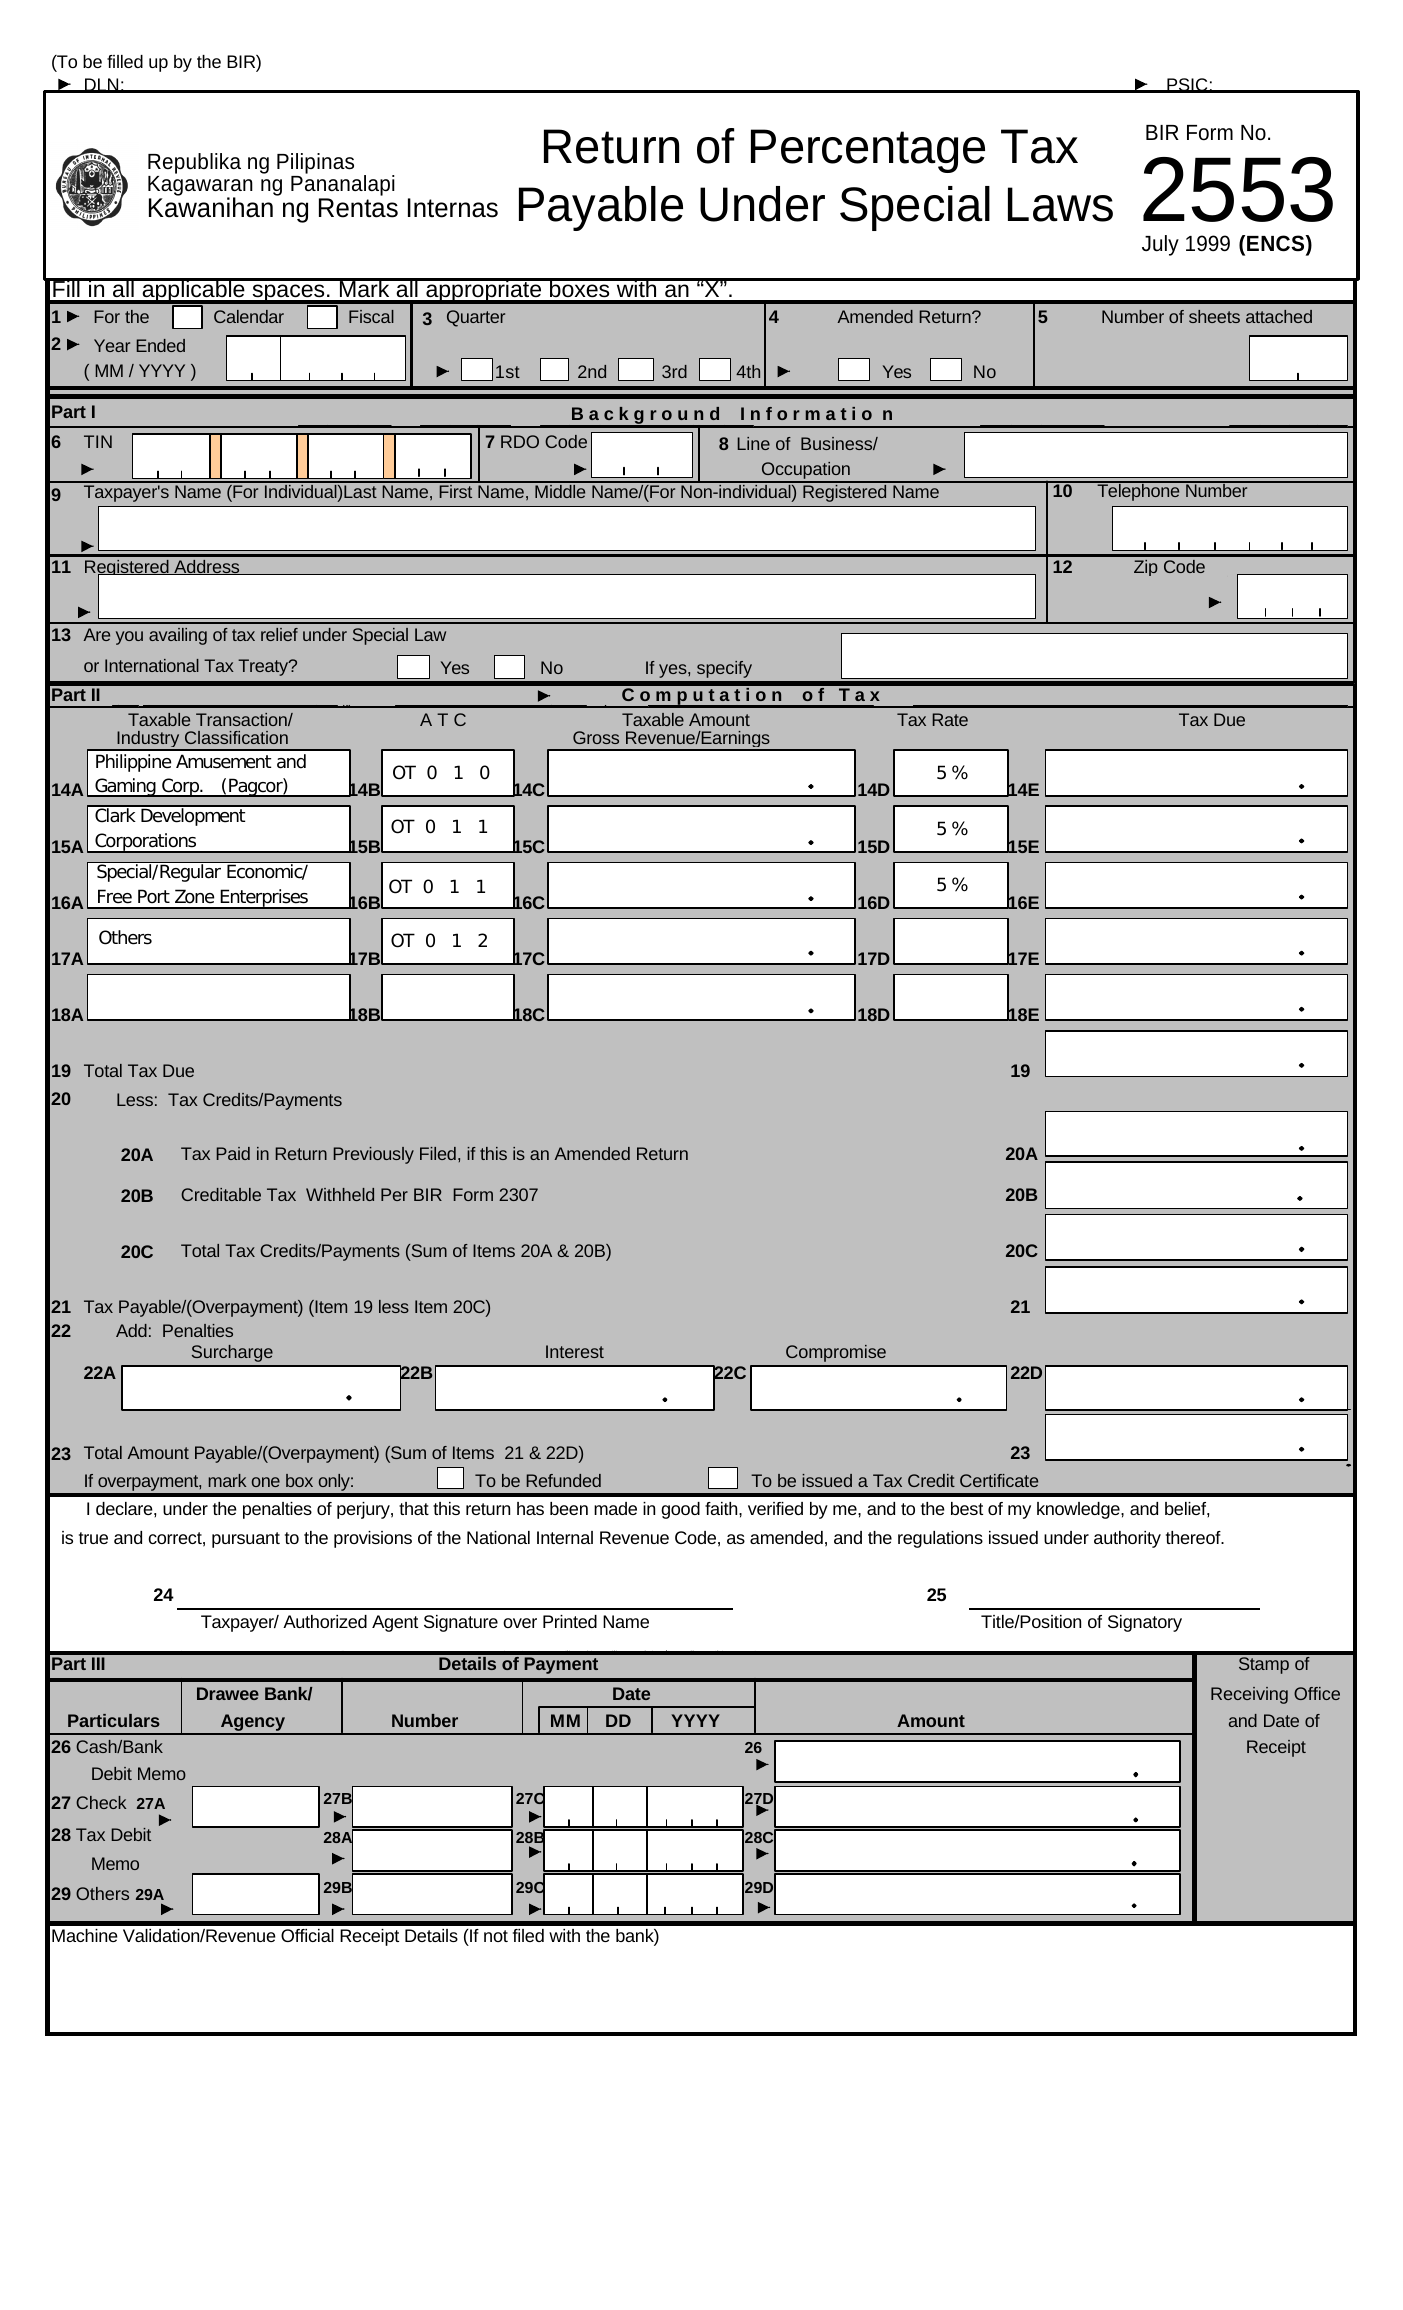 (To be filled up by the BIR)
DLN: PSIC:
Republika ng Pilipinas
Kagawaran ng Pananalapi
Kawanihan ng Rentas Internas
Return of Percentage Tax
Payable Under Special Laws
BIR Form No.
2553
July 1999 (ENCS)
Fill in all applicable spaces. Mark all appropriate boxes with an “X”.
1 For the Calendar Fiscal
2 Year Ended
( MM / YYYY )
3 Quarter
1st 2nd 3rd 4th
4 Amended Return?
Yes No
5 Number of sheets attached
Part I Background Information
6 TIN
7 RDO Code
8 Line of Business/
Occupation
9 Taxpayer's Name (For Individual)Last Name, First Name, Middle Name/(For Non-individual) Registered Name
10 Telephone Number
11 Registered Address
12 Zip Code
13 Are you availing of tax relief under Special Law
or International Tax Treaty? Yes No If yes, specify
Part II Computation of Tax
Taxable Transaction/
Industry Classification
A T C
Taxable Amount
Gross Revenue/Earnings
Tax Rate
Tax Due
14A Philippine Amusement and
Gaming Corp. (Pagcor)
14B OT 0 1 0 14C 14D 5 % 14E
15A Clark Development
Corporations
15B OT 0 1 1 15C 15D 5 % 15E
16A Special/Regular Economic/
Free Port Zone Enterprises
16B OT 0 1 1 16C 16D 5 % 16E
17A Others 17B OT 0 1 2 17C 17D 17E
18A 18B 18C 18D 18E
19 Total Tax Due 19
20 Less: Tax Credits/Payments
20A Tax Paid in Return Previously Filed, if this is an Amended Return 20A
20B Creditable Tax Withheld Per BIR Form 2307 20B
20C Total Tax Credits/Payments (Sum of Items 20A & 20B) 20C
21 Tax Payable/(Overpayment) (Item 19 less Item 20C) 21
22 Add: Penalties
Surcharge Interest Compromise
22A 22B 22C 22D
23 Total Amount Payable/(Overpayment) (Sum of Items 21 & 22D) 23
If overpayment, mark one box only: To be Refunded To be issued a Tax Credit Certificate
I declare, under the penalties of perjury, that this return has been made in good faith, verified by me, and to the best of my knowledge, and belief,
is true and correct, pursuant to the provisions of the National Internal Revenue Code, as amended, and the regulations issued under authority thereof.
24 25
Taxpayer/ Authorized Agent Signature over Printed Name Title/Position of Signatory
Part III Details of Payment
Particulars
Drawee Bank/
Agency
Number
Date
MM DD YYYY
Amount
Stamp of
Receiving Office
and Date of
Receipt
26 Cash/Bank
Debit Memo
26
27 Check 27A 27B 27C 27D
28 Tax Debit
Memo
28A 28B 28C
29 Others 29A 29B 29C 29D
Machine Validation/Revenue Official Receipt Details (If not filed with the bank)